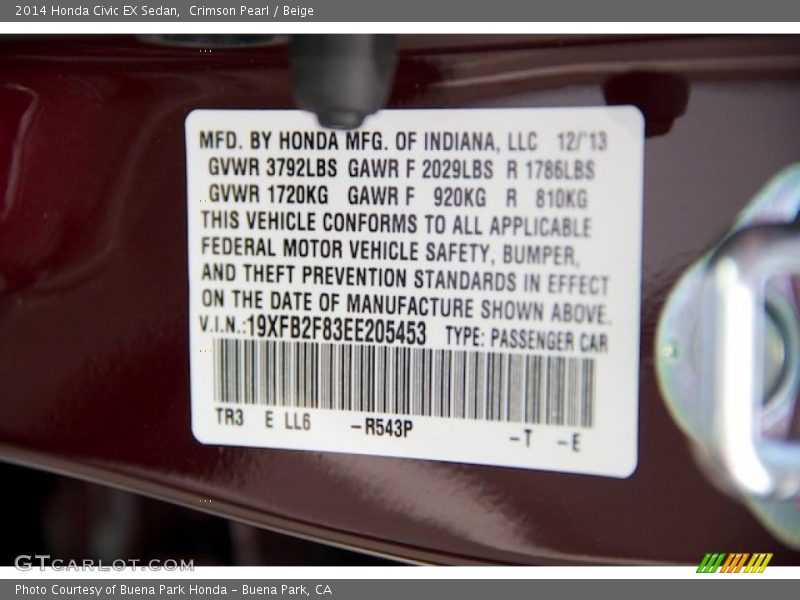 2014 Honda Civic EX Sedan,  Crimson Pearl / Beige
MFD. BY HONDA MFG. OF INDIANA, LLC 12/'13
GVWR 3792LBS GAWR F 2029LBS R 1786LBS
GVWR 1720KG GAWR F 920KG R 810KG
THIS VEHICLE CONFORMS TO ALL APPLICABLE
FEDERAL MOTOR VEHICLE SAFETY, BUMPER,
AND THEFT PREVENTION STANDARDS IN EFFECT
ON THE DATE OF MANUFACTURE SHOWN ABOVE.
V.I.N.:19XFB2F83EE205453 TYPE: PASSENGER CAR
TR3 E LL6 -R543P -T -E
GTCARLOT.COM
Photo Courtesy of Buena Park Honda - Buena Park, CA